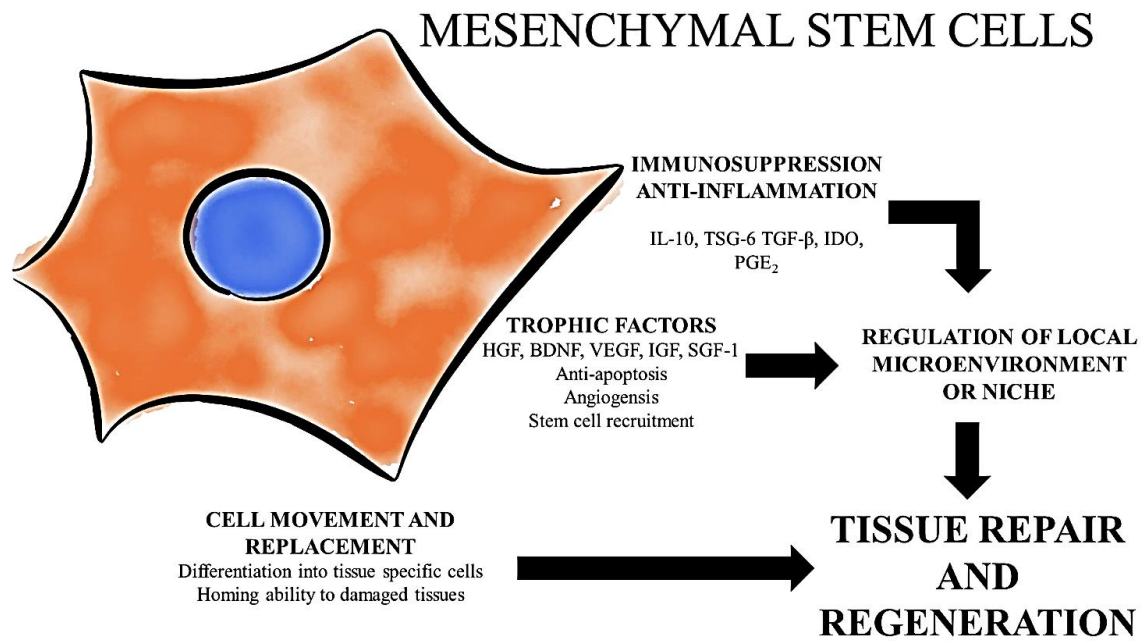 MESENCHYMAL STEM CELLS
IMMUNOSUPPRESSION
ANTI-INFLAMMATION
IL-10, TSG-6 TGF-β, IDO,
PGE₂
TROPHIC FACTORS
HGF, BDNF, VEGF, IGF, SGF-1
Anti-apoptosis
Angiogensis
Stem cell recruitment
REGULATION OF LOCAL
MICROENVIRONMENT
OR NICHE
CELL MOVEMENT AND
REPLACEMENT
Differentiation into tissue specific cells
Homing ability to damaged tissues
TISSUE REPAIR
AND
REGENERATION